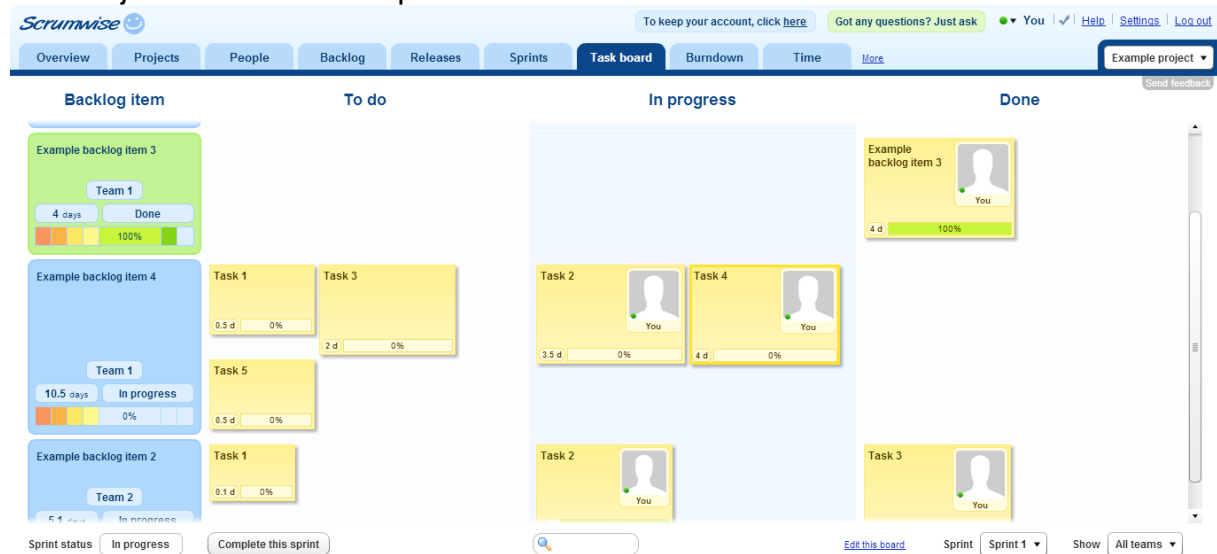 Scrumwise
To keep your account, click here
Got any questions? Just ask
You
Help
Settings
Log out
Overview
Projects
People
Backlog
Releases
Sprints
Task board
Burndown
Time
More
Example project
Send feedback
Backlog item
To do
In progress
Done
Example backlog item 3
Team 1
4 days
Done
100%
Example
backlog item 3
You
4 d
100%
Example backlog item 4
Team 1
10.5 days
In progress
0%
Task 1
0.5 d
0%
Task 3
2 d
0%
Task 5
0.5 d
0%
Task 2
You
3.5 d
0%
Task 4
You
4 d
0%
Example backlog item 2
Team 2
5.1 days
In progress
Task 1
0.1 d
0%
Task 2
You
Task 3
You
Sprint status
In progress
Complete this sprint
Edit this board
Sprint
Sprint 1
Show
All teams